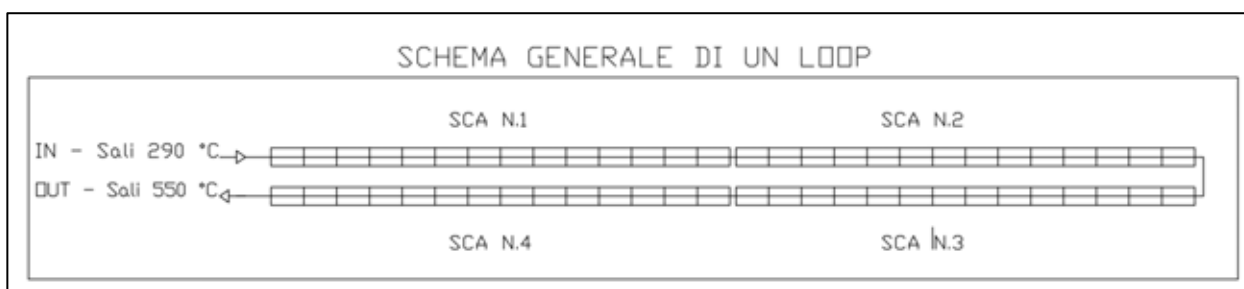 SCHEMA GENERALE DI UN LOOP
SCA N.1
SCA N.2
IN - Sali 290 °C
OUT - Sali 550 °C
SCA N.4
SCA N.3